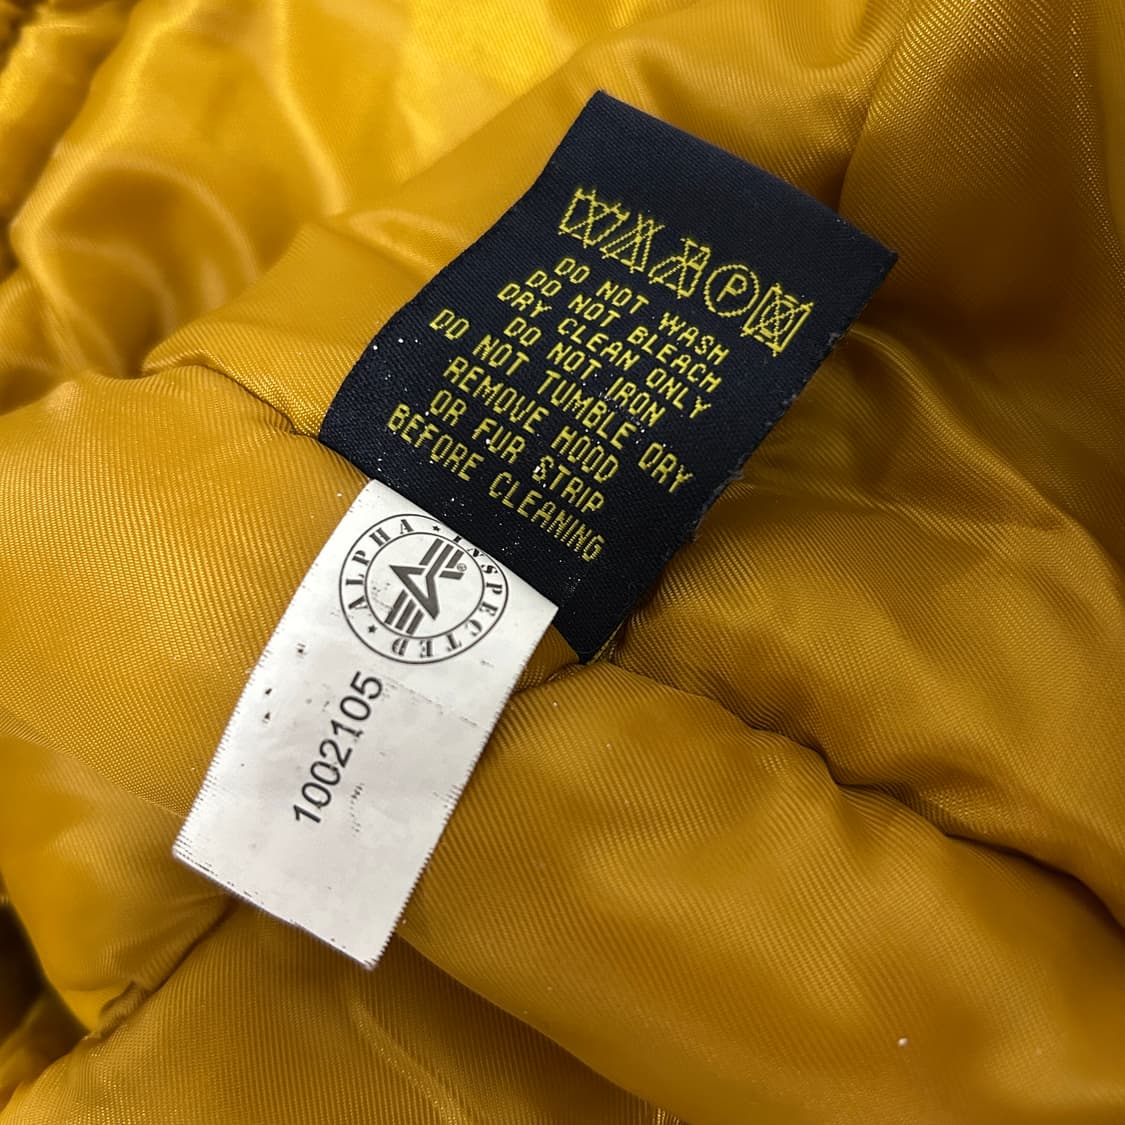 P
DO NOT WASH
DO NOT BLEACH
DRY CLEAN ONLY
DO NOT IRON
DO NOT TUMBLE DRY
REMOVE HOOD
OR FUR STRIP
BEFORE CLEANING
ALPHA ★ INSPECTED ★
®
1002105